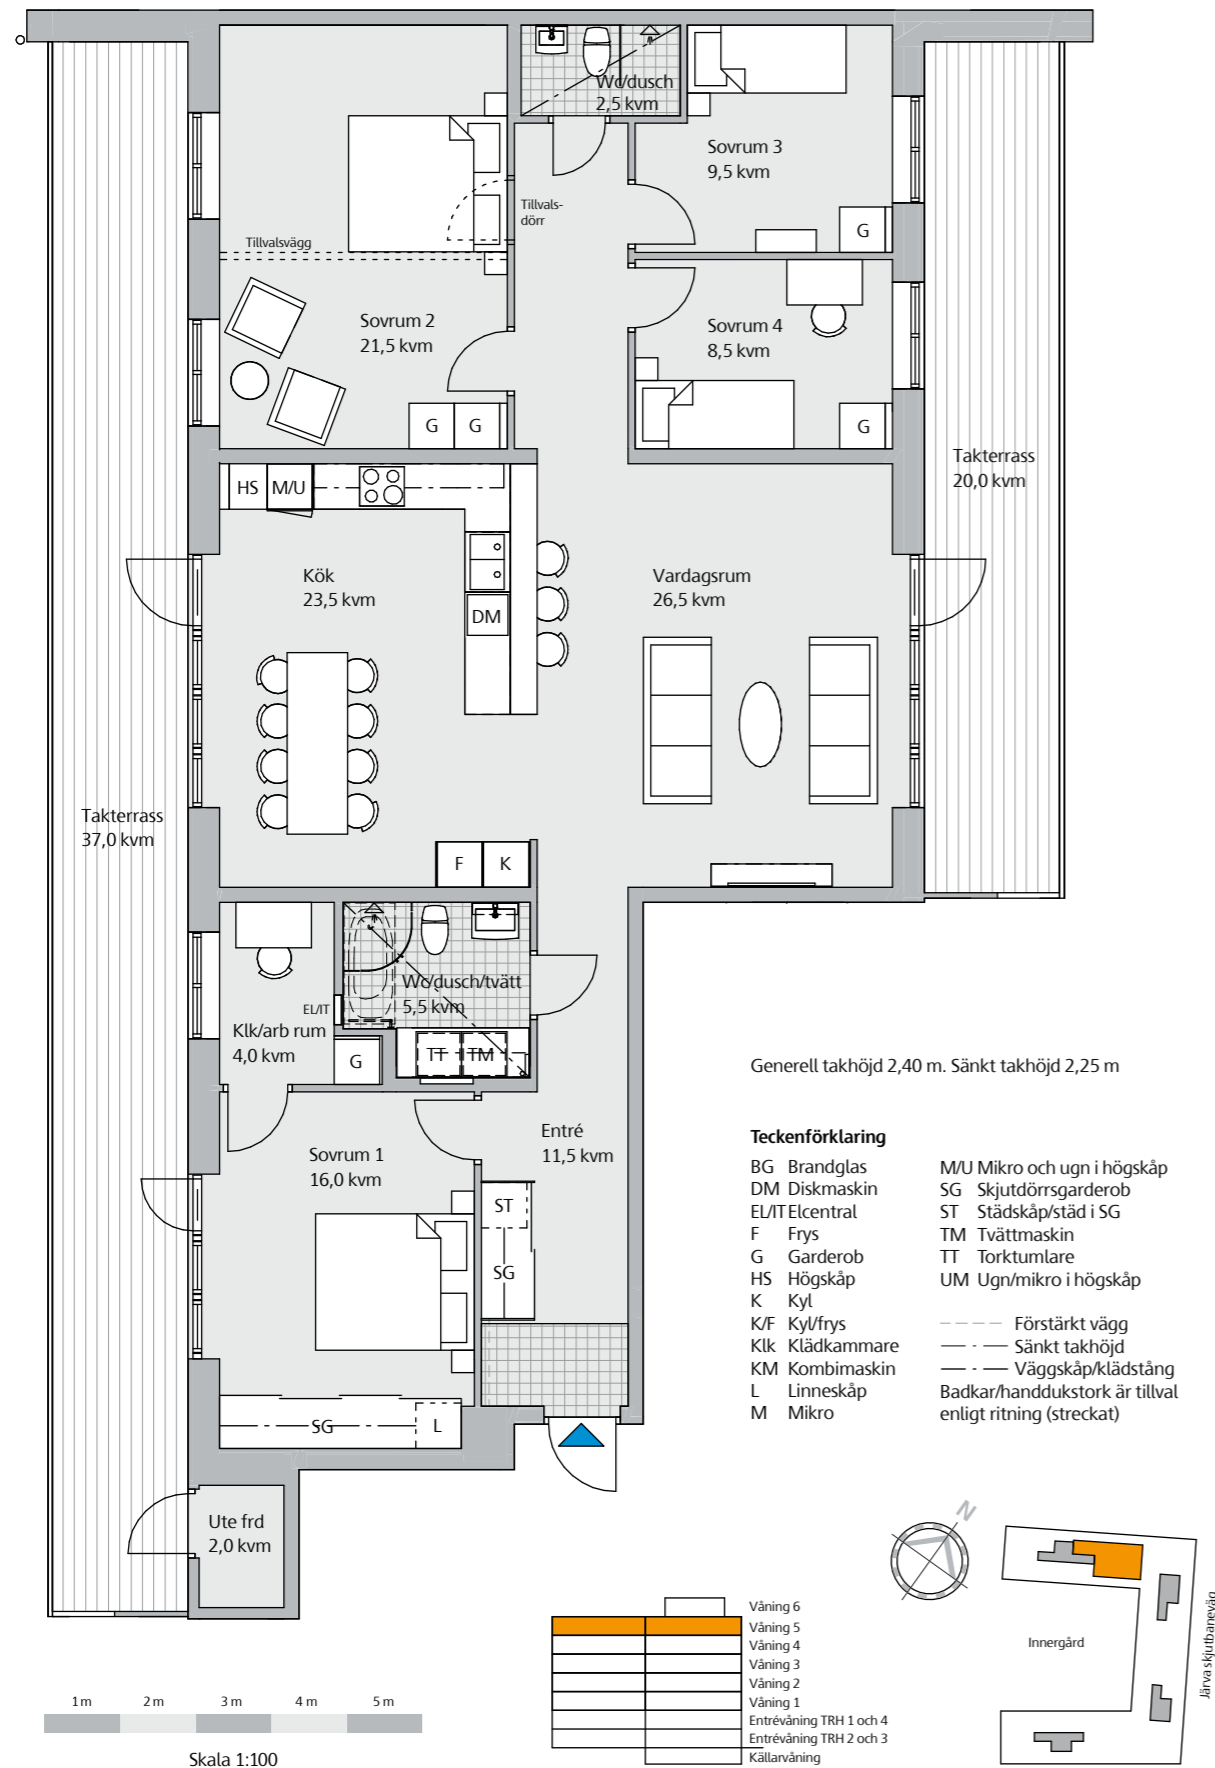 Wc/dusch
2,5 kvm
Sovrum 3
9,5 kvm
Tillvals-
dörr
G
Tillvalsvägg
Sovrum 2
21,5 kvm
Sovrum 4
8,5 kvm
G G
G
Takterrass
20,0 kvm
HS M/U
Kök
23,5 kvm
DM
Vardagsrum
26,5 kvm
Takterrass
37,0 kvm
F K
Wc/dusch/tvätt
5,5 kvm
EL/IT
Klk/arb rum
4,0 kvm
G
TT TM
Entré
11,5 kvm
Sovrum 1
16,0 kvm
ST
SG
SG L
Ute frd
2,0 kvm
Generell takhöjd 2,40 m. Sänkt takhöjd 2,25 m
Teckenförklaring
BG Brandglas
DM Diskmaskin
EL/IT Elcentral
F Frys
G Garderob
HS Högskåp
K Kyl
K/F Kyl/frys
Klk Klädkammare
KM Kombimaskin
L Linneskåp
M Mikro
M/U Mikro och ugn i högskåp
SG Skjutdörrsgarderob
ST Städskåp/städ i SG
TM Tvättmaskin
TT Torktumlare
UM Ugn/mikro i högskåp
Förstärkt vägg
Sänkt takhöjd
Väggskåp/klädstång
Badkar/handdukstork är tillval
enligt ritning (streckat)
N
Innergård
Järva skjutbaneväg
Våning 6
Våning 5
Våning 4
Våning 3
Våning 2
Våning 1
Entrévåning TRH 1 och 4
Entrévåning TRH 2 och 3
Källarvåning
1 m 2 m 3 m 4 m 5 m
Skala 1:100